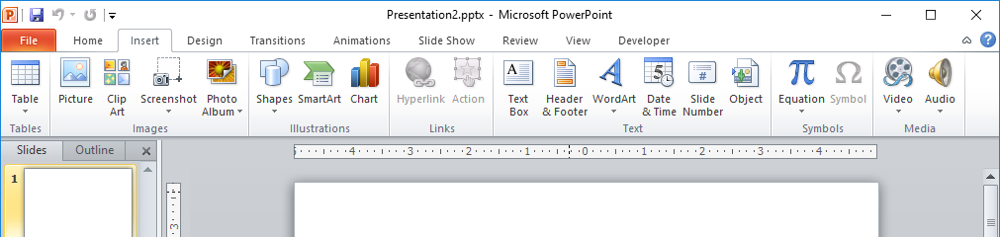 Presentation2.pptx - Microsoft PowerPoint
File Home Insert Design Transitions Animations Slide Show Review View Developer
Table Picture Clip Art Screenshot Photo Album Shapes SmartArt Chart Hyperlink Action Text Box Header & Footer WordArt Date & Time Slide Number Object Equation Symbol Video Audio
Tables Images Illustrations Links Text Symbols Media
Slides Outline
4 3 2 1 0 1 2 3 4
1
3